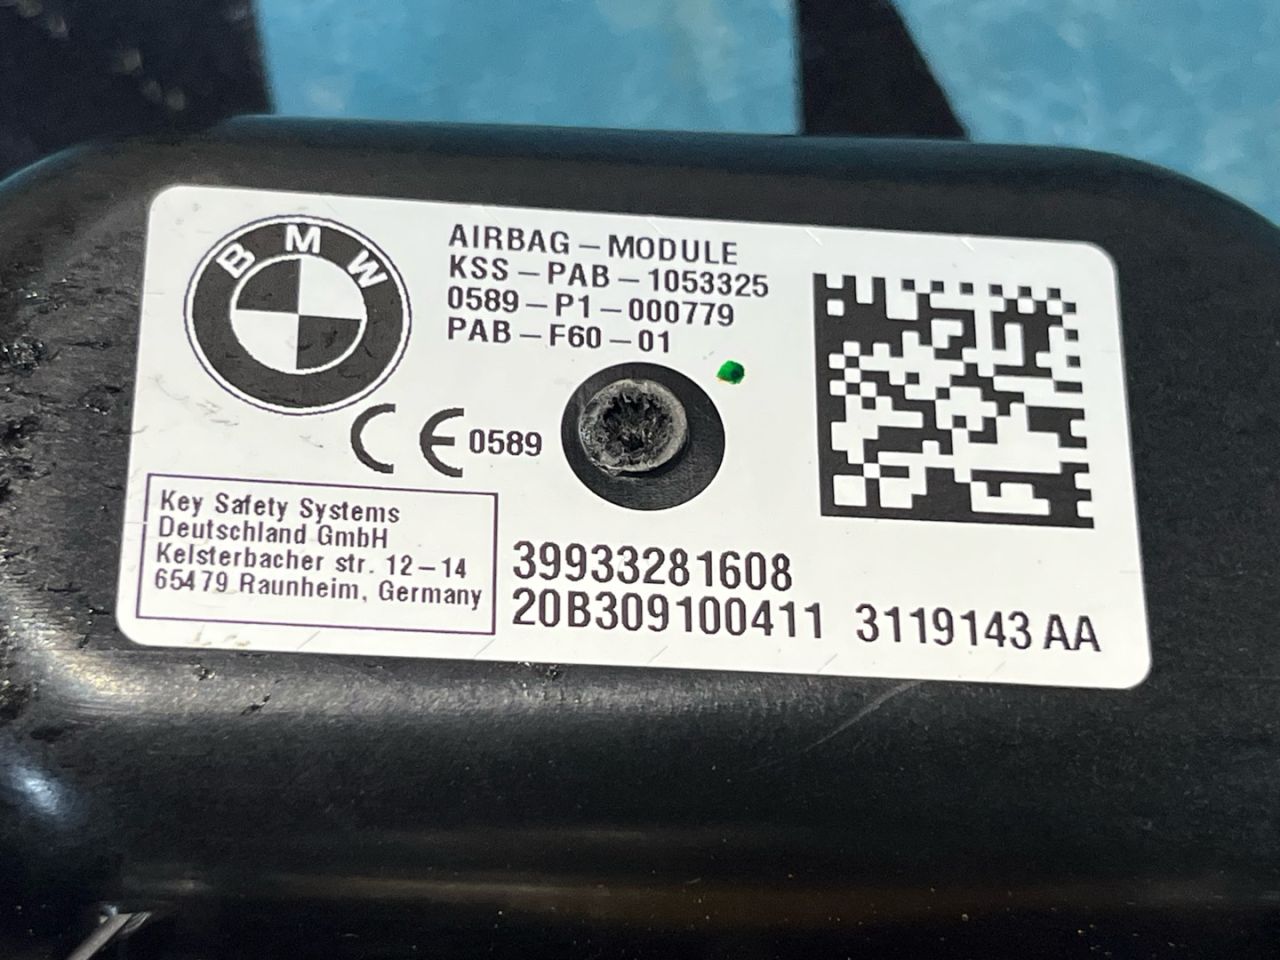 BMW
AIRBAG – MODULE
KSS – PAB – 1053325
0589 – P1 – 000779
PAB – F60 – 01
CE 0589
Key Safety Systems
Deutschland GmbH
Kelsterbacher str. 12 – 14
65479 Raunheim, Germany
39933281608
20B309100411 3119143 AA